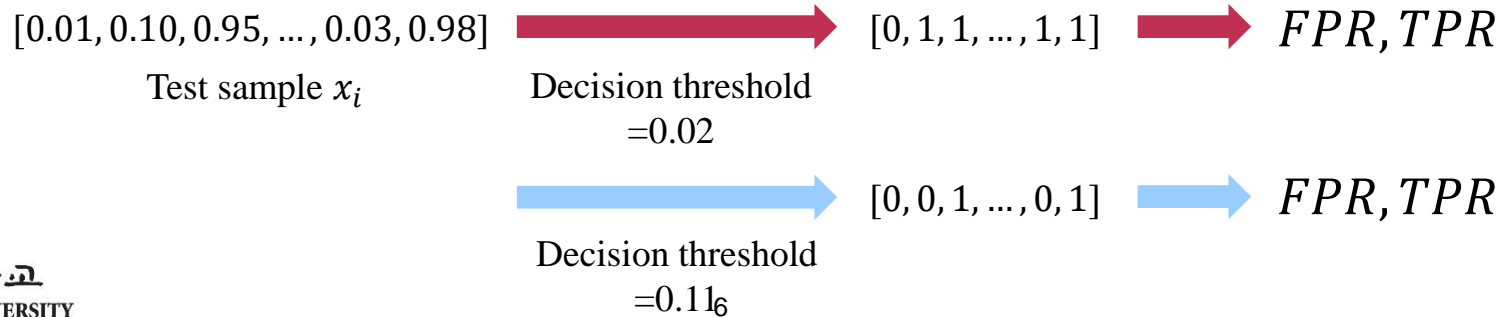 [0.01, 0.10, 0.95, … , 0.03, 0.98] [0, 1, 1, … , 1, 1] FPR, TPR
Test sample xᵢ Decision threshold
=0.02
[0, 0, 1, … , 0, 1] FPR, TPR
Decision threshold
=0.11
6